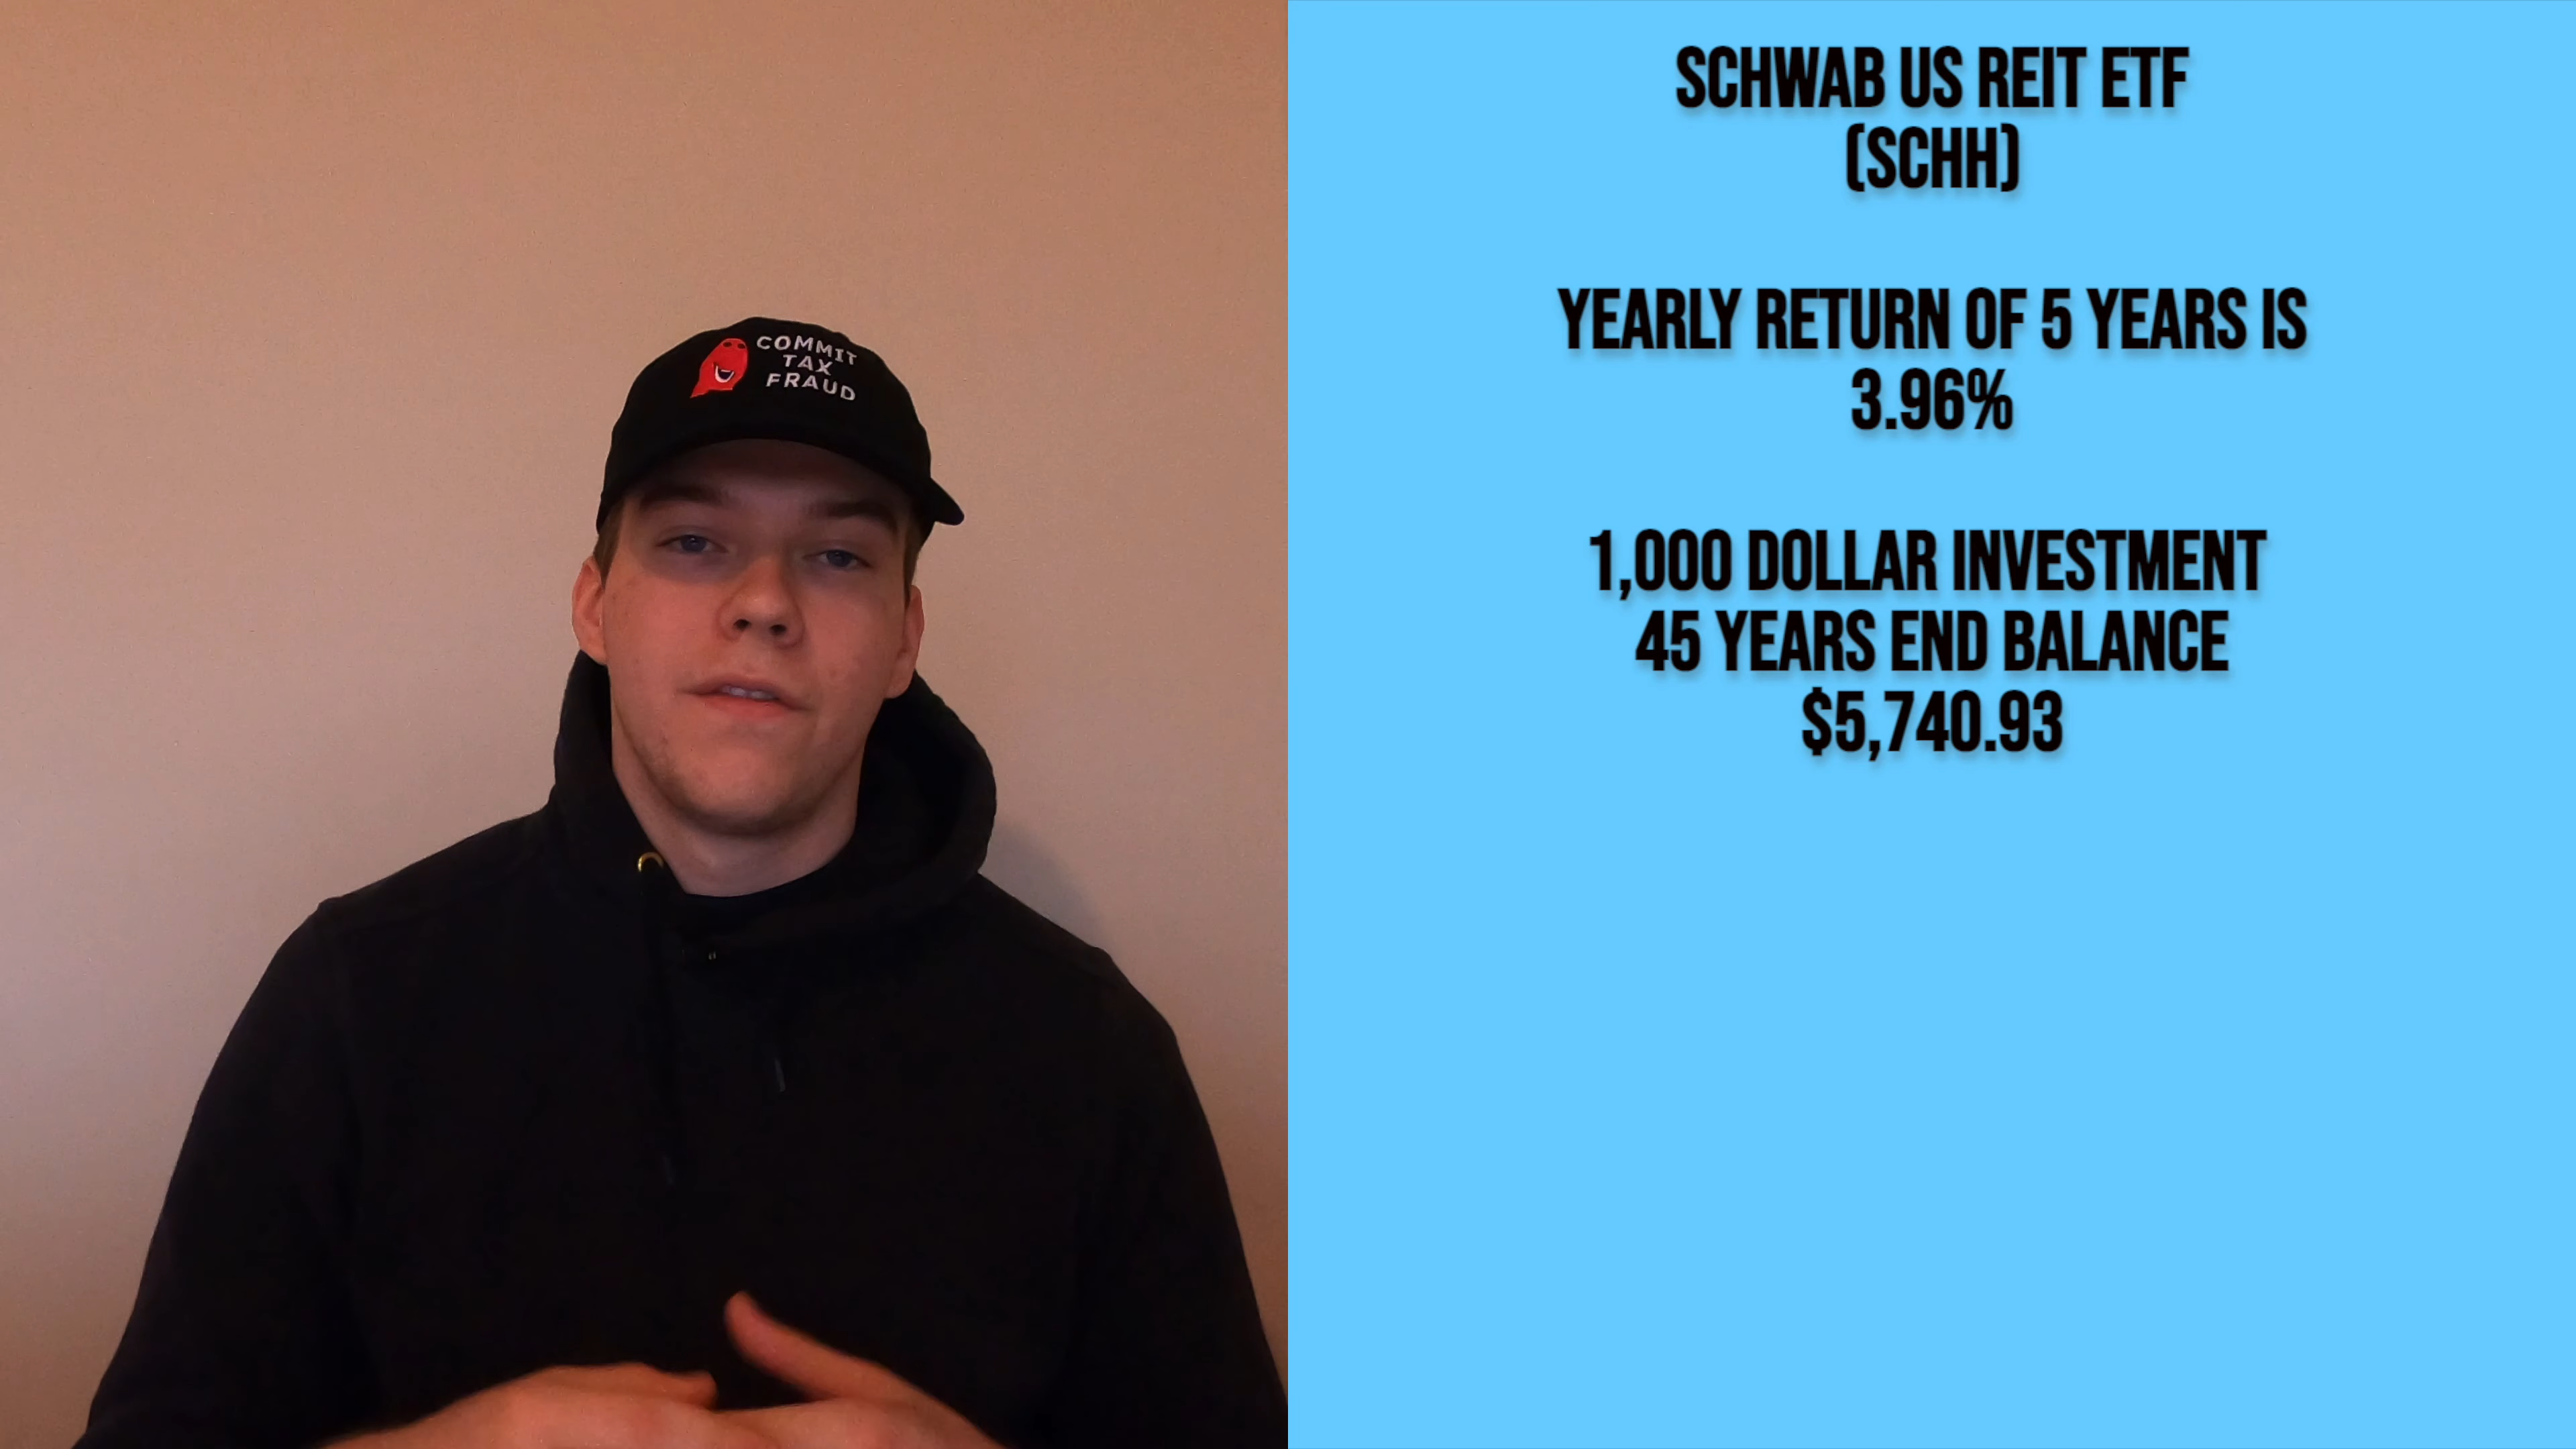 COMMIT
TAX
FRAUD
SCHWAB US REIT ETF
(SCHH)
YEARLY RETURN OF 5 YEARS IS
3.96%
1,000 DOLLAR INVESTMENT
45 YEARS END BALANCE
$5,740.93